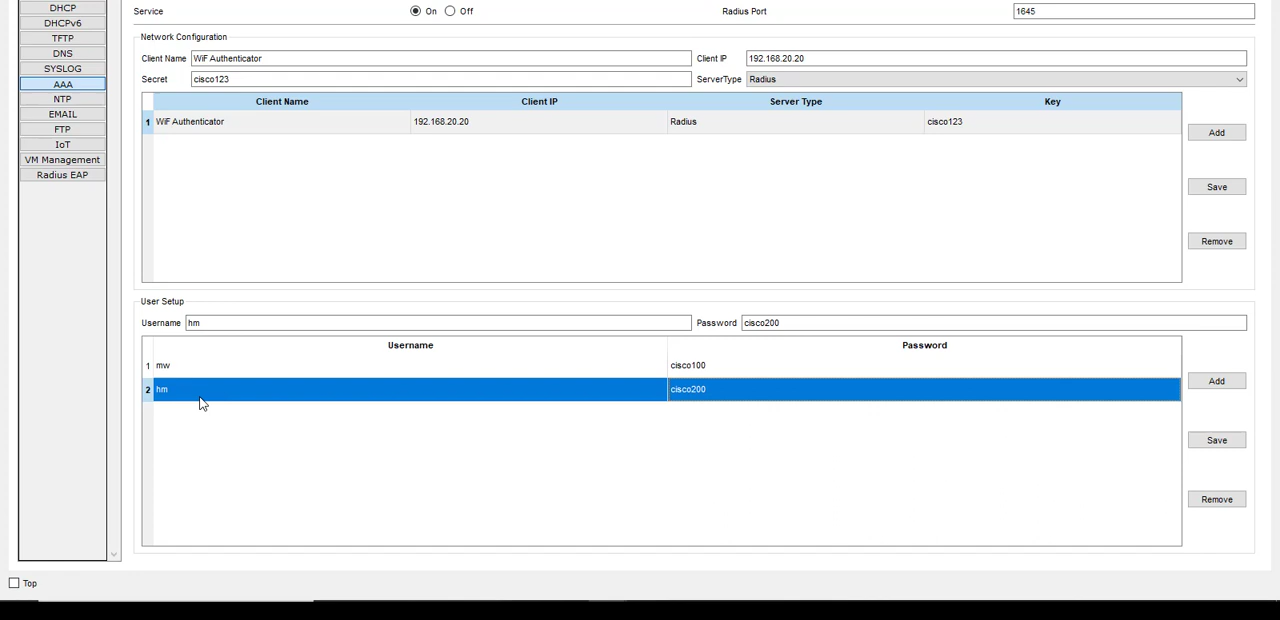 DHCP
DHCPv6
TFTP
DNS
SYSLOG
AAA
NTP
EMAIL
FTP
IoT
VM Management
Radius EAP
Service On Off Radius Port 1645
Network Configuration
Client Name WiF Authenticator Client IP 192.168.20.20
Secret cisco123 ServerType Radius
Client Name Client IP Server Type Key
1 WiF Authenticator 192.168.20.20 Radius cisco123
Add
Save
Remove
User Setup
Username hm Password cisco200
Username Password
1 mw cisco100
2 hm cisco200
Add
Save
Remove
Top